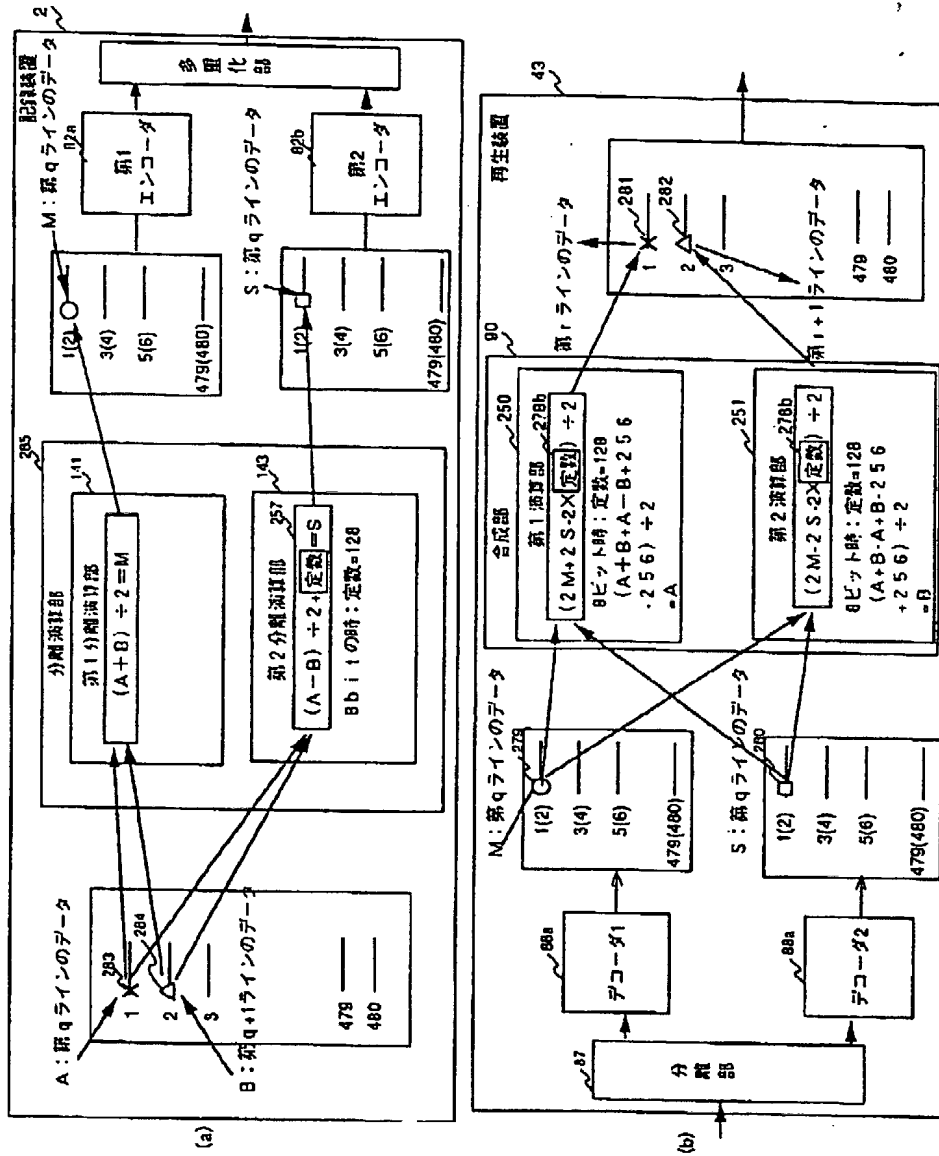 (a)
記録装置
2
A：第qラインのデータ
283
284
1
2
3
479
480
B：第q+1ラインのデータ
285
分離演算部
第1分離演算部
141
(A+B)÷2=M
第2分離演算部
143
257
(A−B)÷2+定数=S
8bitの時：定数=128
M：第qラインのデータ
1(2)
3(4)
5(6)
479(480)
S：第qラインのデータ
1(2)
3(4)
5(6)
479(480)
82a
第1
エンコーダ
82b
第2
エンコーダ
多重化部
(b)
再生装置
43
87
分離部
88a
デコーダ1
88a
デコーダ2
M：第qラインのデータ
279
1(2)
3(4)
5(6)
479(480)
S：第qラインのデータ
280
1(2)
3(4)
5(6)
479(480)
90
合成部
250
第1演算部
278b
(2M+2S-2×定数)÷2
8ビット時：定数=128
(A+B+A−B+256
-256)÷2
=A
251
第2演算部
278b
(2M-2S-2×定数)÷2
8ビット時：定数=128
(A+B-A+B-256
+256)÷2
=B
第rラインのデータ
281
282
1
2
3
479
480
第r+1ラインのデータ